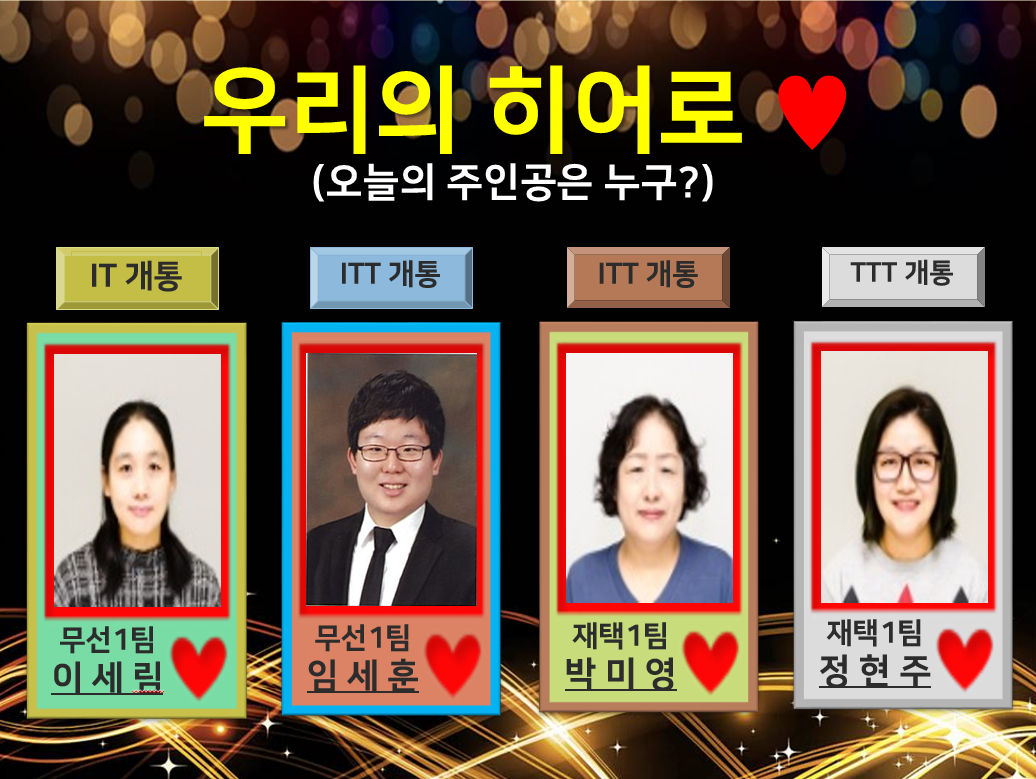 우리의 히어로
(오늘의 주인공은 누구?)
IT 개통
ITT 개통
ITT 개통
TTT 개통
무선1팀
이 세 림
무선1팀
임 세 훈
재택1팀
박 미 영
재택1팀
정 현 주